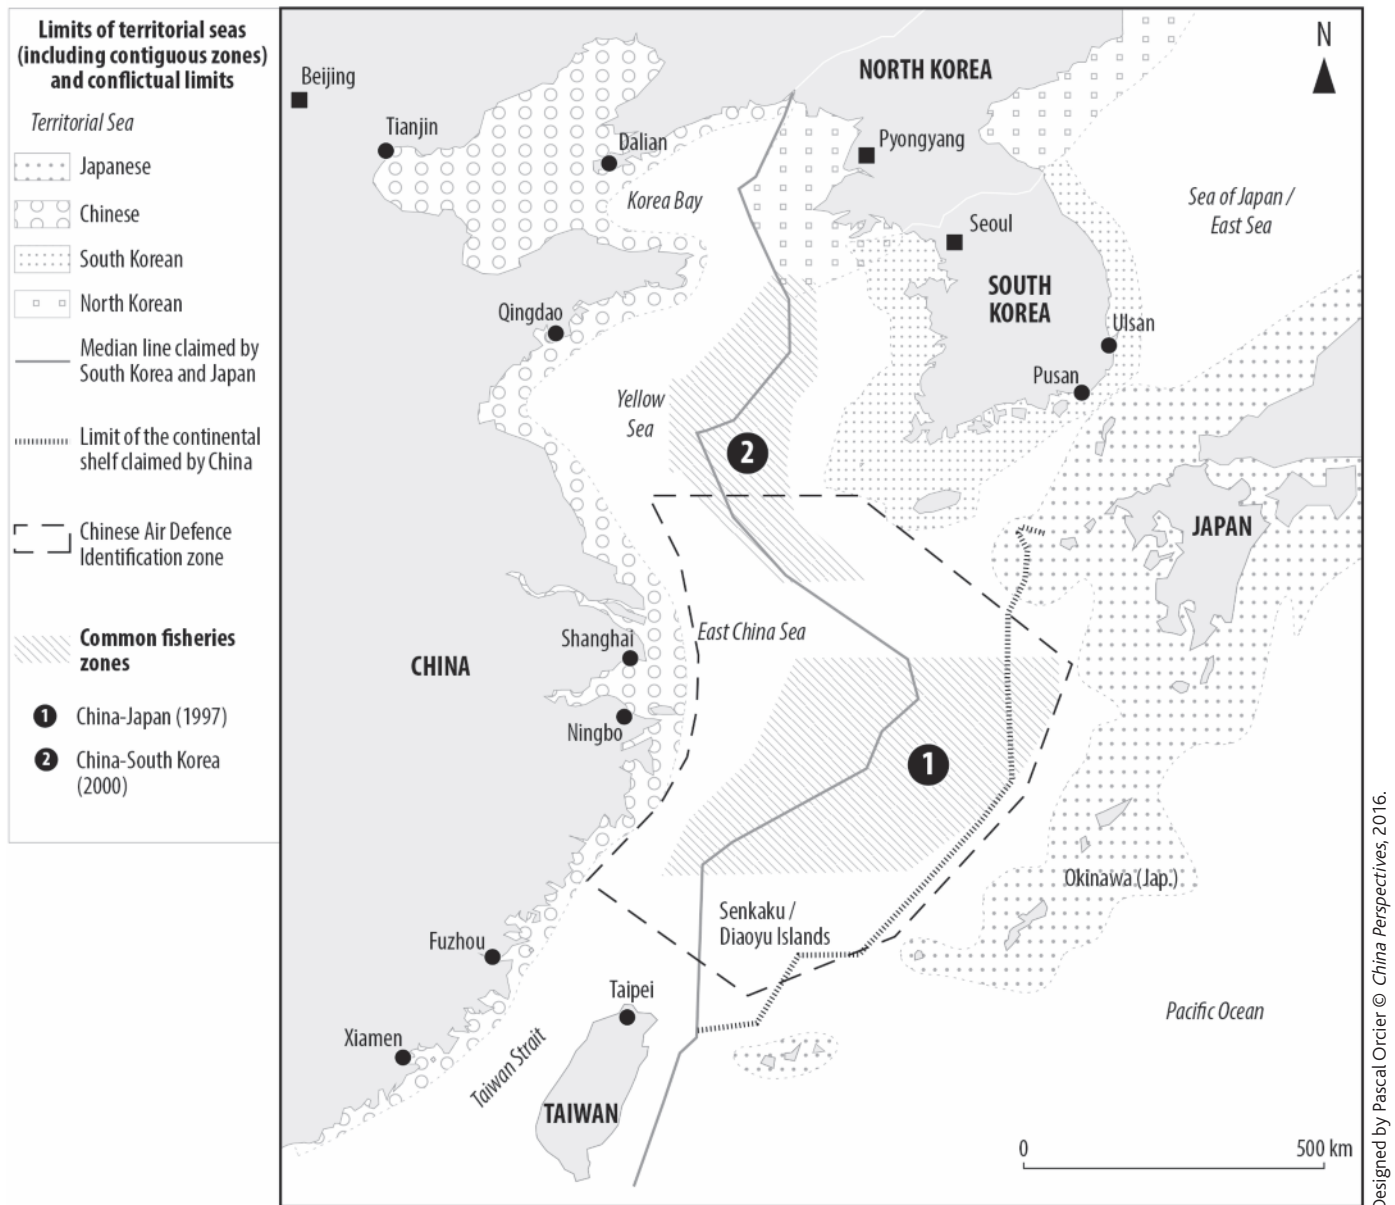 Limits of territorial seas
(including contiguous zones)
and conflictual limits
Territorial Sea
Japanese
Chinese
South Korean
North Korean
Median line claimed by
South Korea and Japan
Limit of the continental
shelf claimed by China
Chinese Air Defence
Identification zone
Common fisheries
zones
1 China-Japan (1997)
2 China-South Korea
(2000)
N
Beijing
NORTH KOREA
Tianjin
Dalian
Pyongyang
Korea Bay
Sea of Japan /
East Sea
Seoul
SOUTH
KOREA
Qingdao
Ulsan
Pusan
Yellow
Sea
2
JAPAN
East China Sea
Shanghai
CHINA
Ningbo
1
Okinawa (Jap.)
Senkaku /
Diaoyu Islands
Fuzhou
Taipei
Pacific Ocean
Xiamen
Taiwan Strait
TAIWAN
0 500 km
Designed by Pascal Orcier © China Perspectives, 2016.